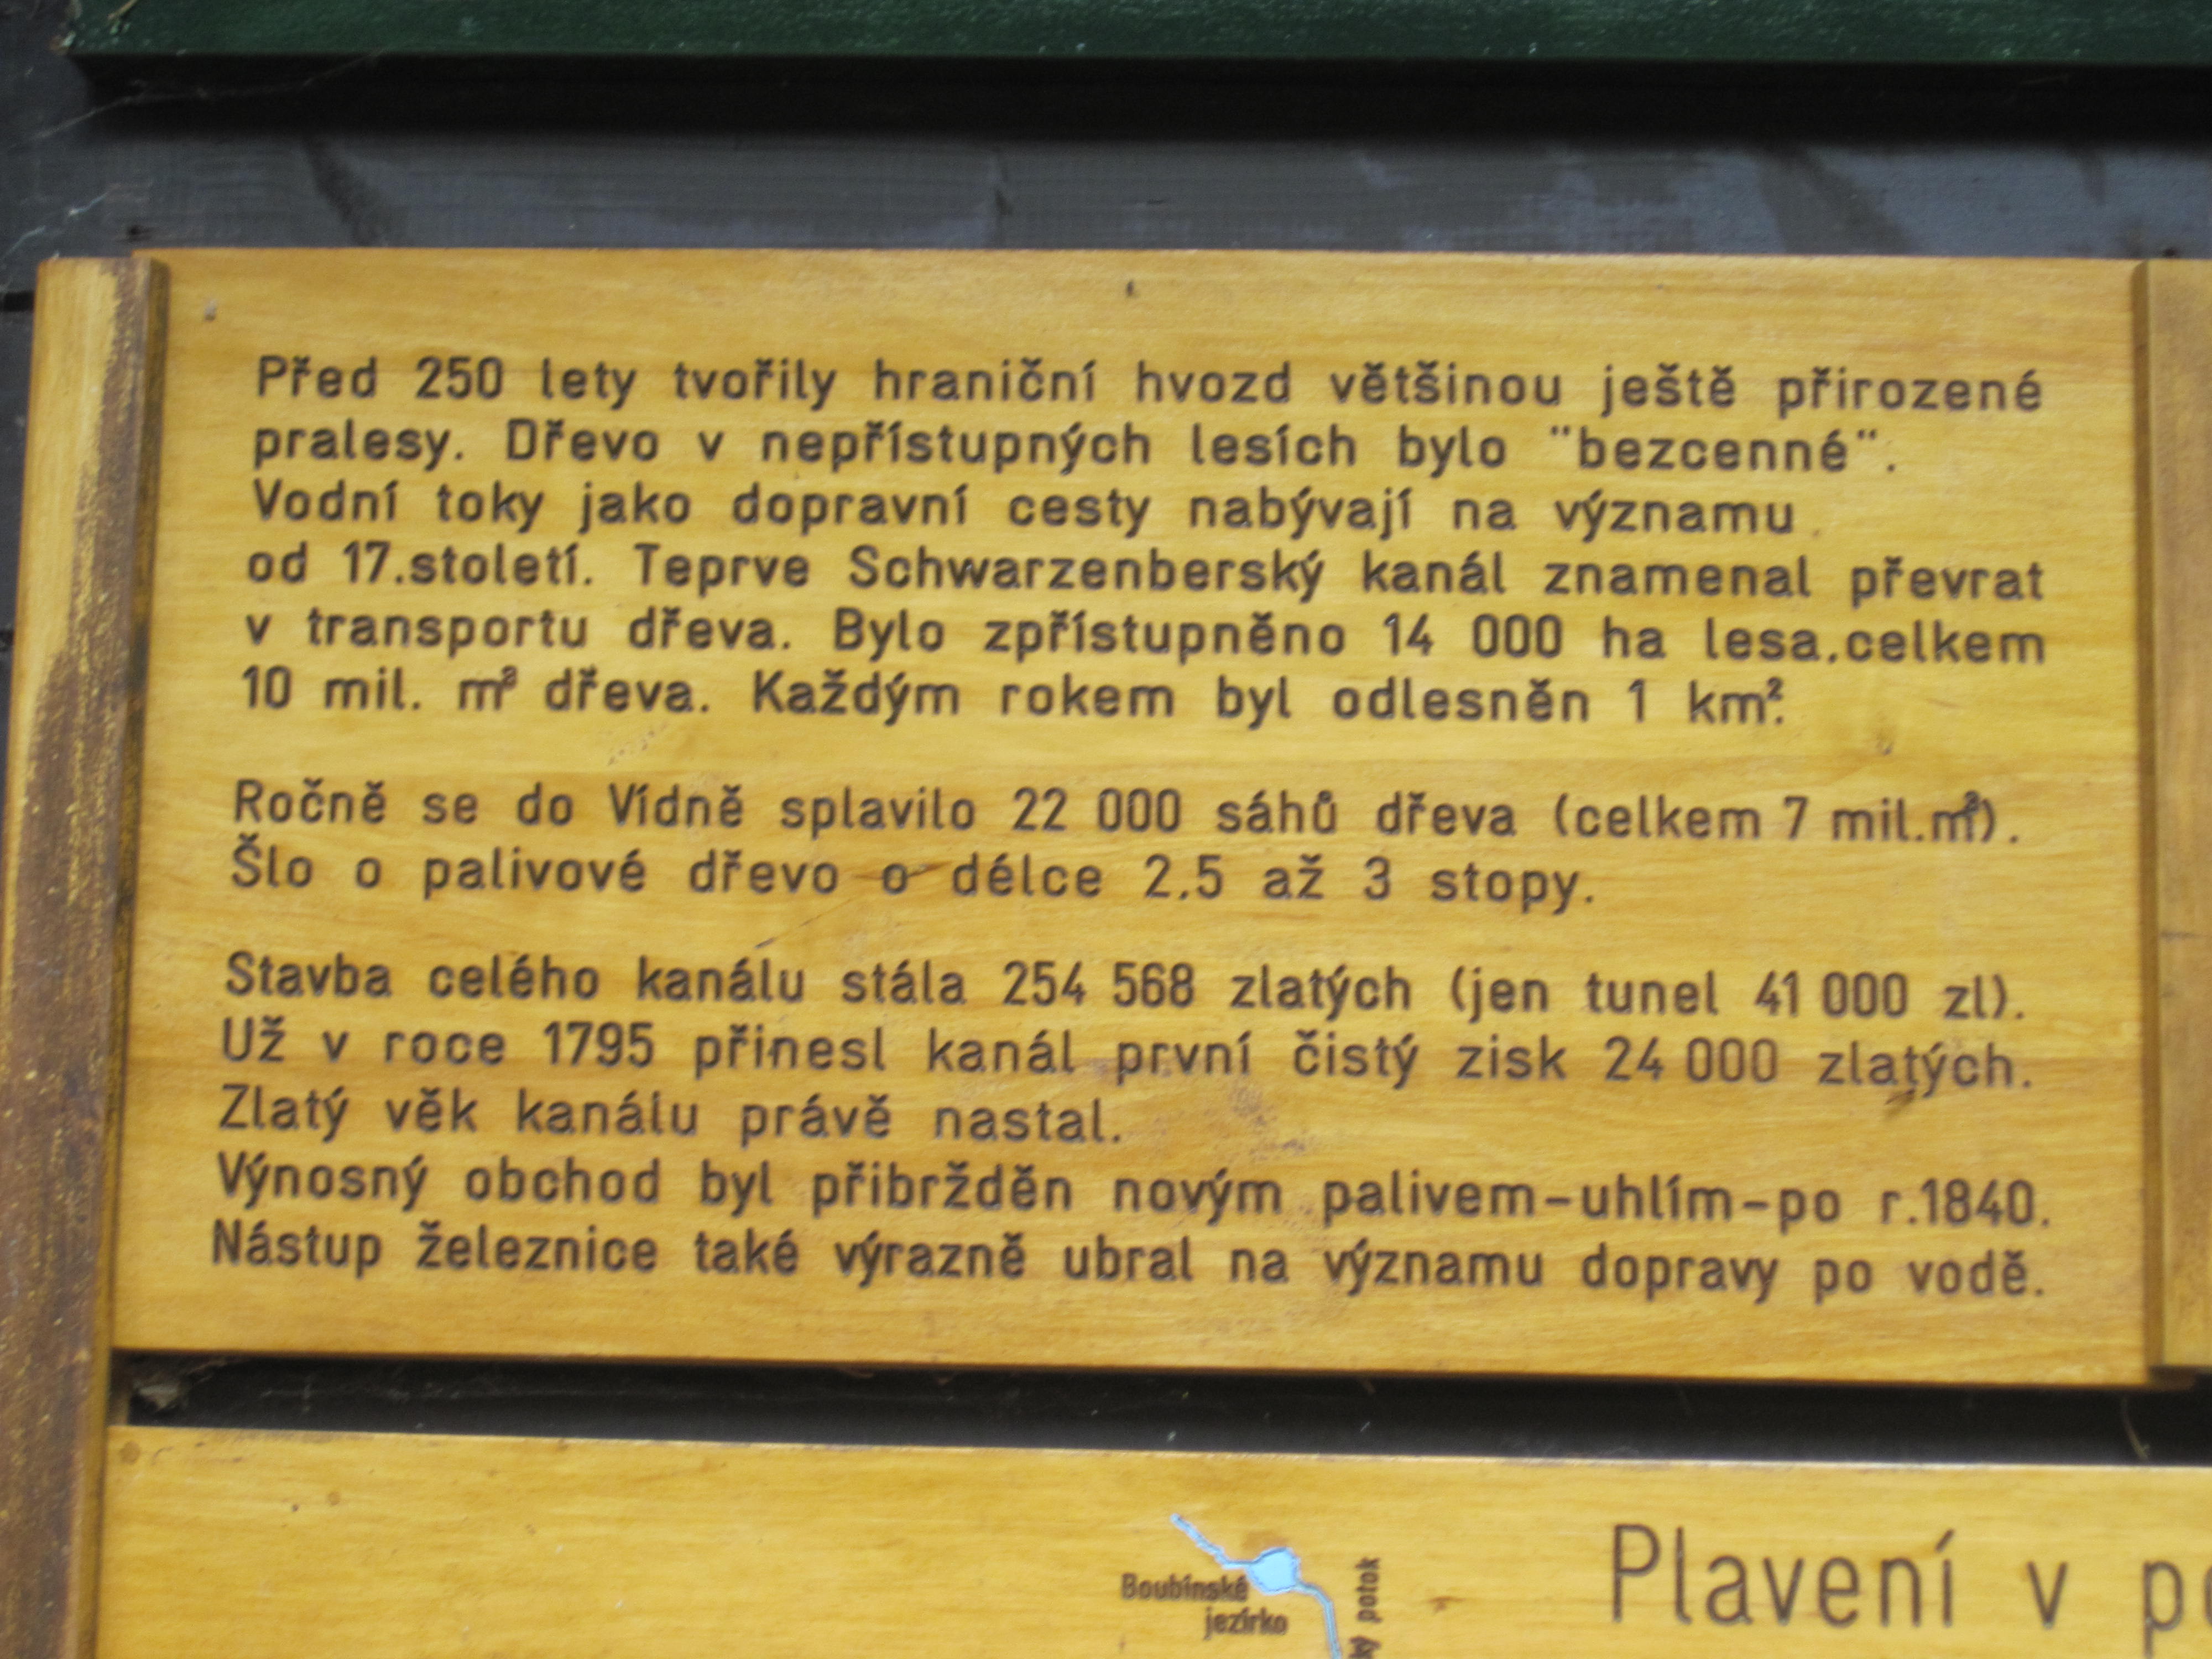 Před 250 lety tvořily hraniční hvozd většinou ještě přirozené
pralesy. Dřevo v nepřístupných lesích bylo "bezcenné".
Vodní toky jako dopravní cesty nabývají na významu
od 17.století. Teprve Schwarzenberský kanál znamenal převrat
v transportu dřeva. Bylo zpřístupněno 14 000 ha lesa,celkem
10 mil. m³ dřeva. Každým rokem byl odlesněn 1 km².
Ročně se do Vídně splavilo 22 000 sáhů dřeva (celkem 7 mil.m³).
Šlo o palivové dřevo o délce 2,5 až 3 stopy.
Stavba celého kanálu stála 254 568 zlatých (jen tunel 41 000 zl).
Už v roce 1795 přinesl kanál první čistý zisk 24 000 zlatých.
Zlatý věk kanálu právě nastal.
Výnosný obchod byl přibržděn novým palivem-uhlím-po r.1840.
Nástup železnice také výrazně ubral na významu dopravy po vodě.
Plavení v
Boubínské
jezírko
potok